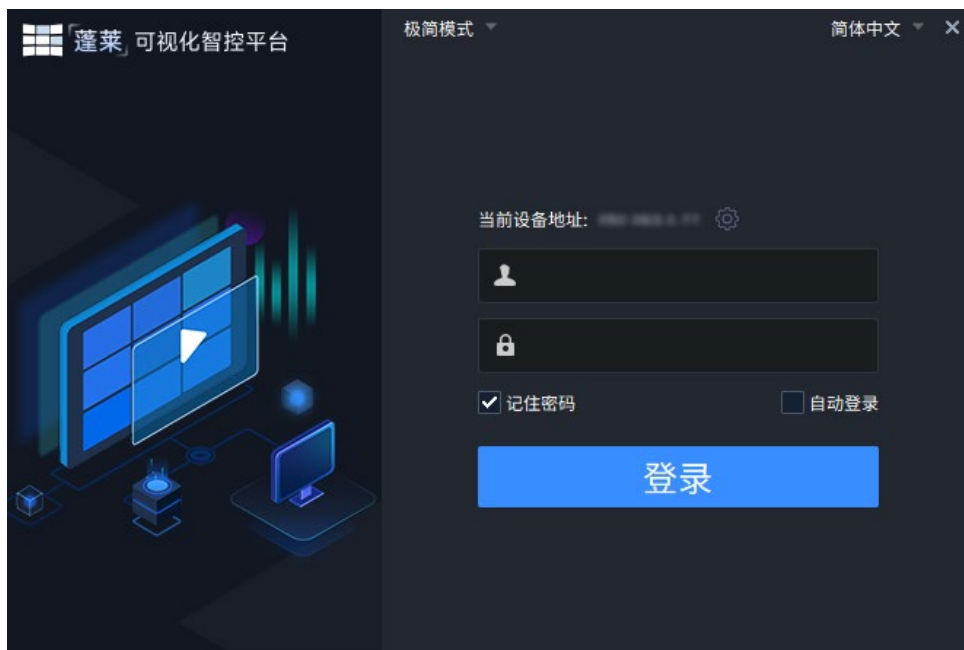 蓬莱 可视化智控平台
极简模式
简体中文
当前设备地址:
记住密码
自动登录
登录